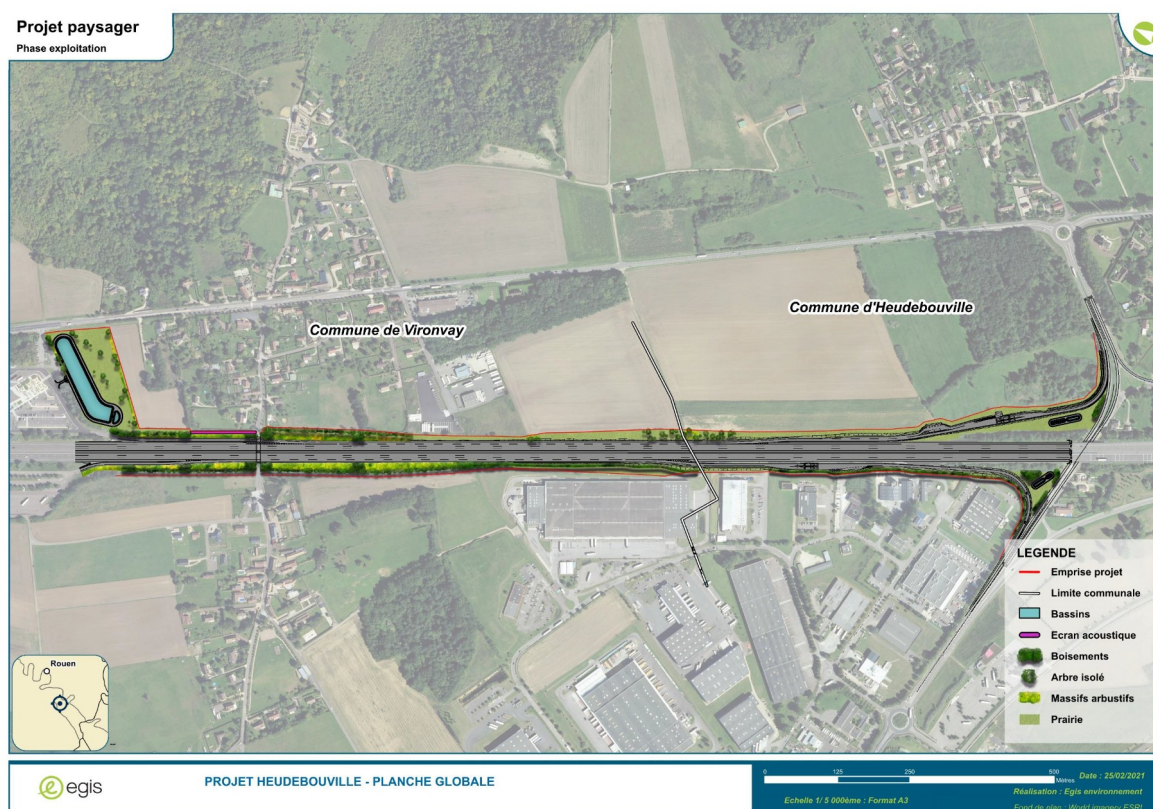 Projet paysager
Phase exploitation
Commune de Vironvay
Commune d'Heudebouville
LEGENDE
Emprise projet
Limite communale
Bassins
Ecran acoustique
Boisements
Arbre isolé
Massifs arbustifs
Prairie
Rouen
egis
PROJET HEUDEBOUVILLE - PLANCHE GLOBALE
0 125 250 500
Mètres
Date : 25/02/2021
Echelle 1/ 5 000ème : Format A3
Réalisation : Egis environnement
Fond de plan : World imagery ESRI